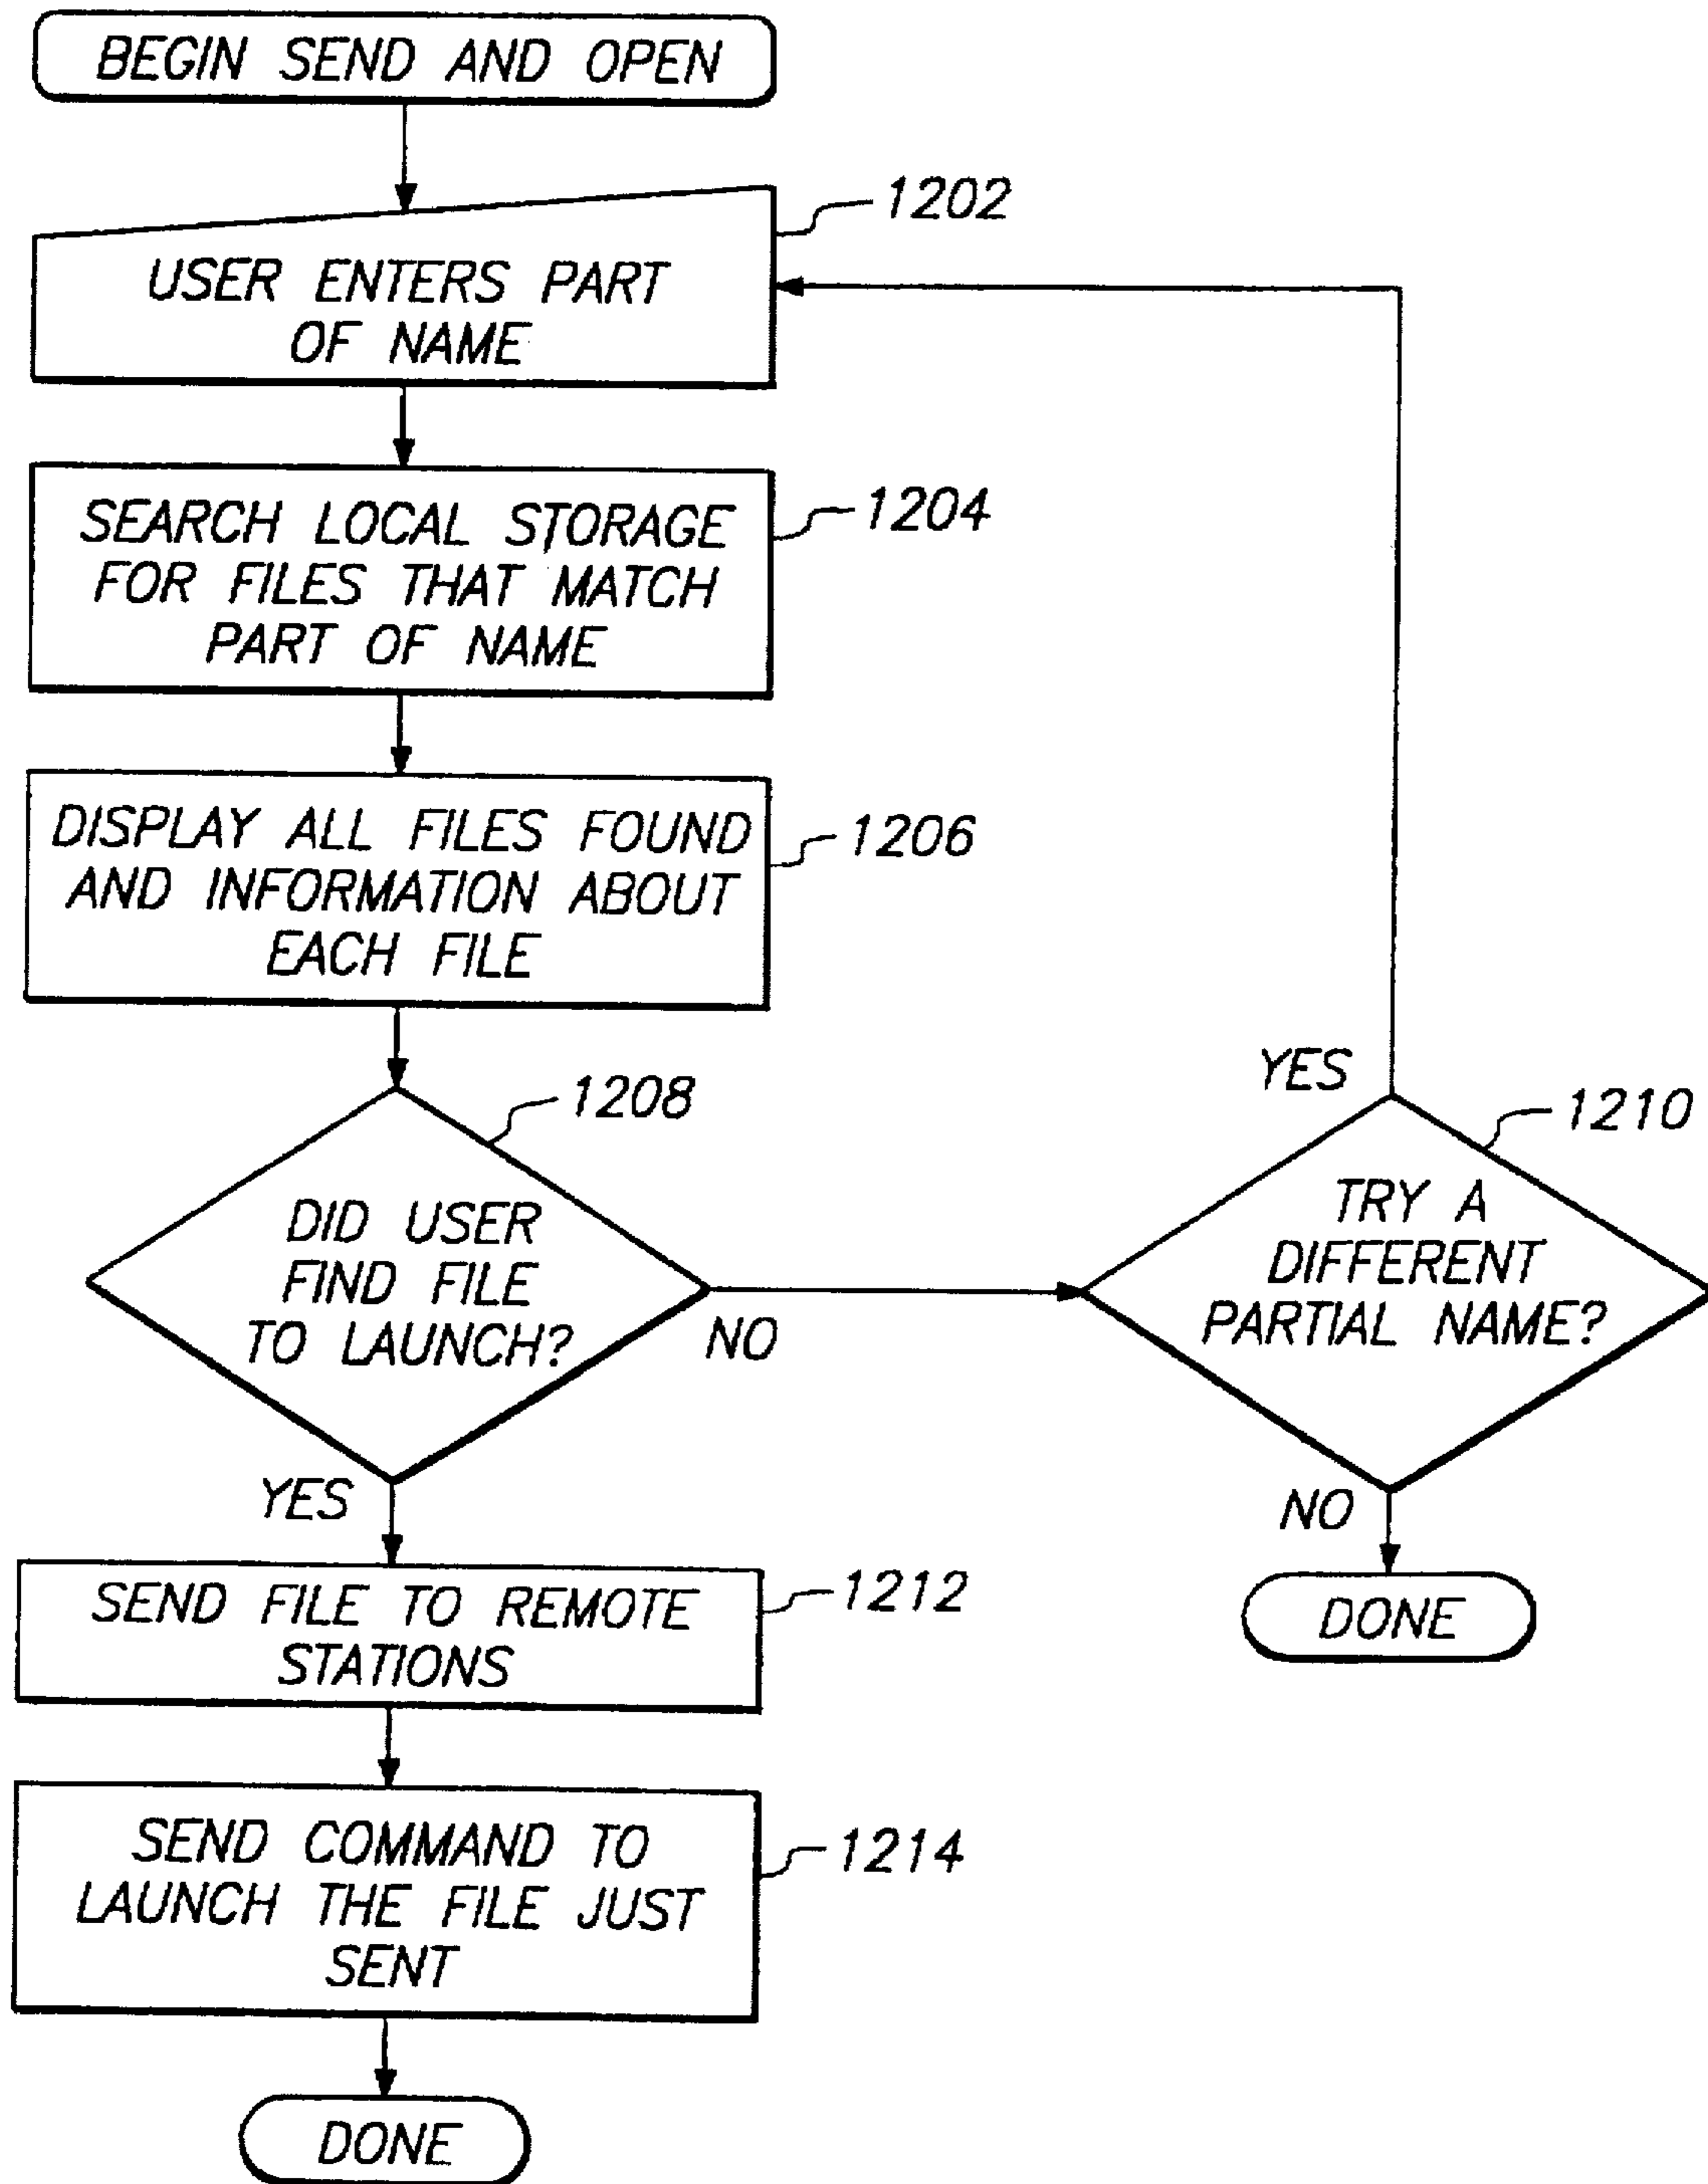 BEGIN SEND AND OPEN
1202
USER ENTERS PART
OF NAME
1204
SEARCH LOCAL STORAGE
FOR FILES THAT MATCH
PART OF NAME
1206
DISPLAY ALL FILES FOUND
AND INFORMATION ABOUT
EACH FILE
1208
DID USER
FIND FILE
TO LAUNCH?
NO
YES
1210
TRY A
DIFFERENT
PARTIAL NAME?
YES
NO
DONE
1212
SEND FILE TO REMOTE
STATIONS
1214
SEND COMMAND TO
LAUNCH THE FILE JUST
SENT
DONE